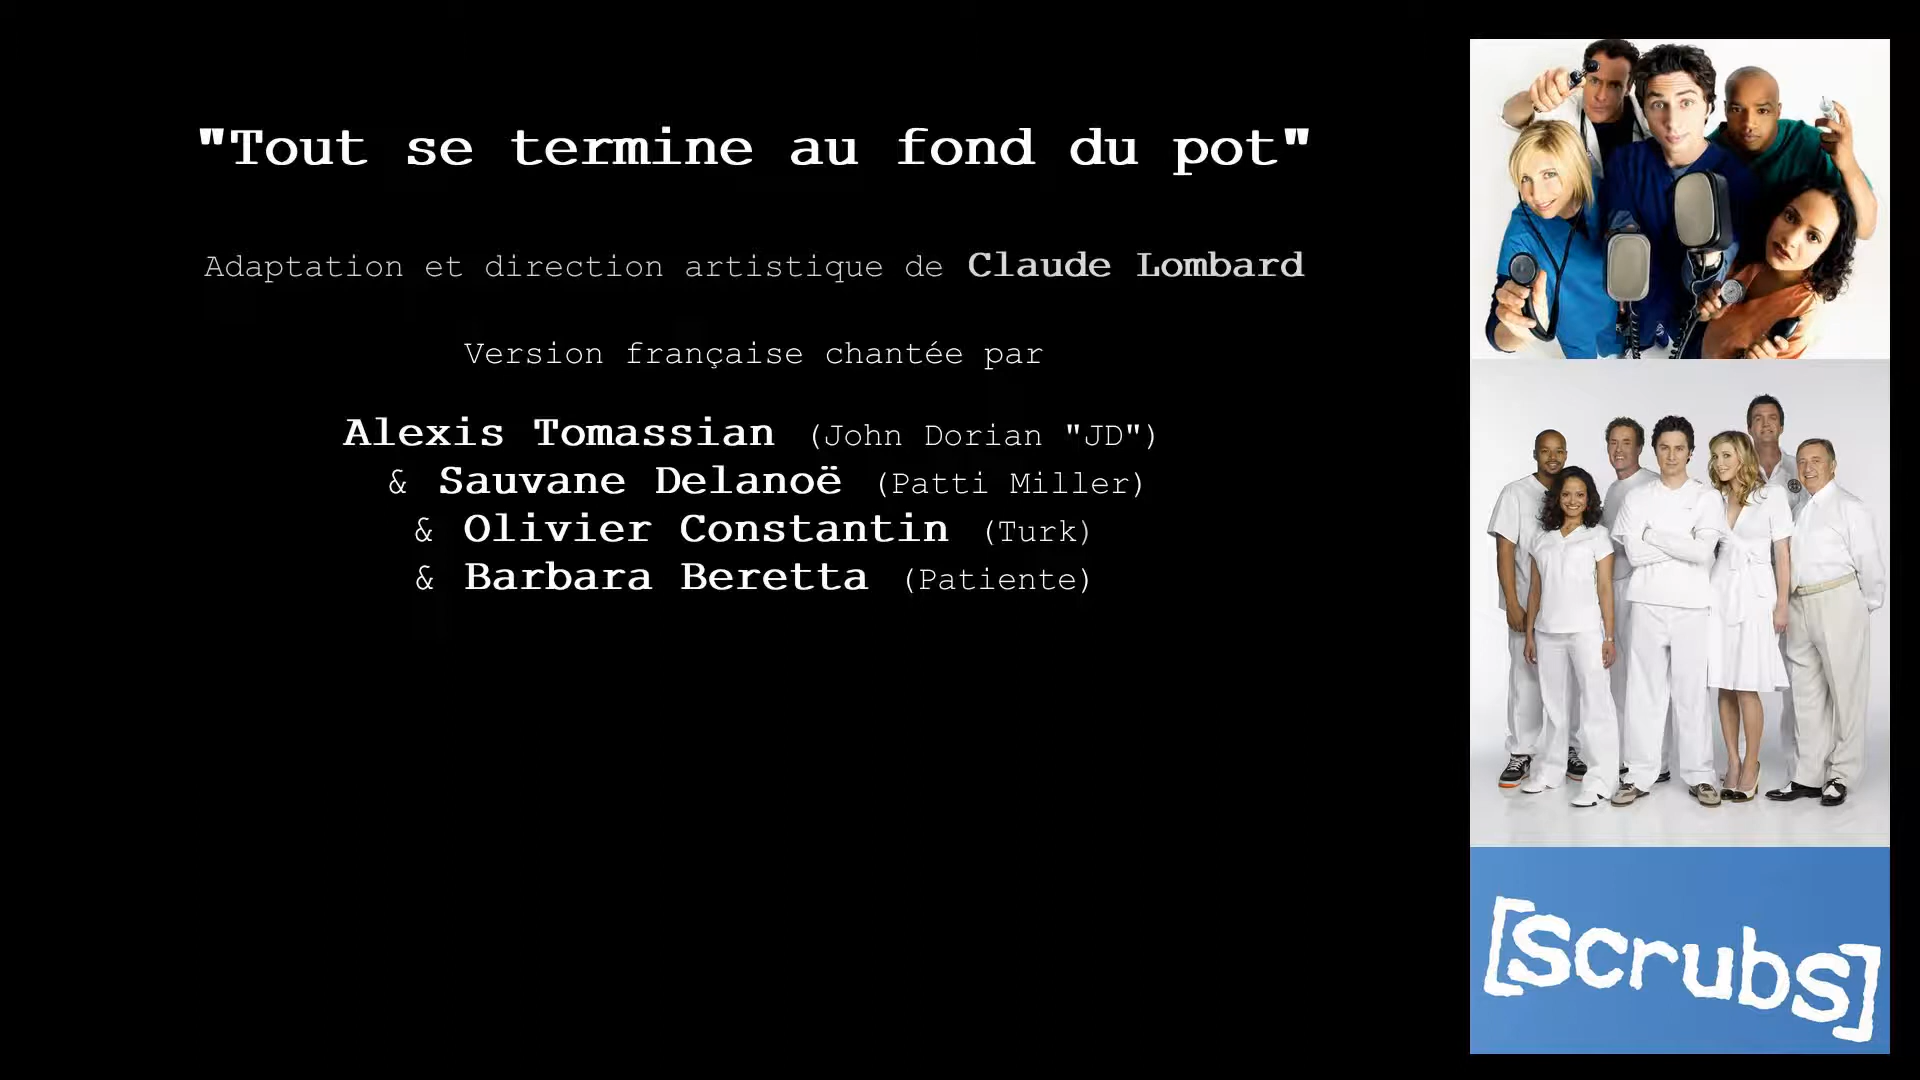 "Tout se termine au fond du pot"
Adaptation et direction artistique de Claude Lombard
Version française chantée par
Alexis Tomassian (John Dorian "JD")
& Sauvane Delanoë (Patti Miller)
& Olivier Constantin (Turk)
& Barbara Beretta (Patiente)
[scrubs]